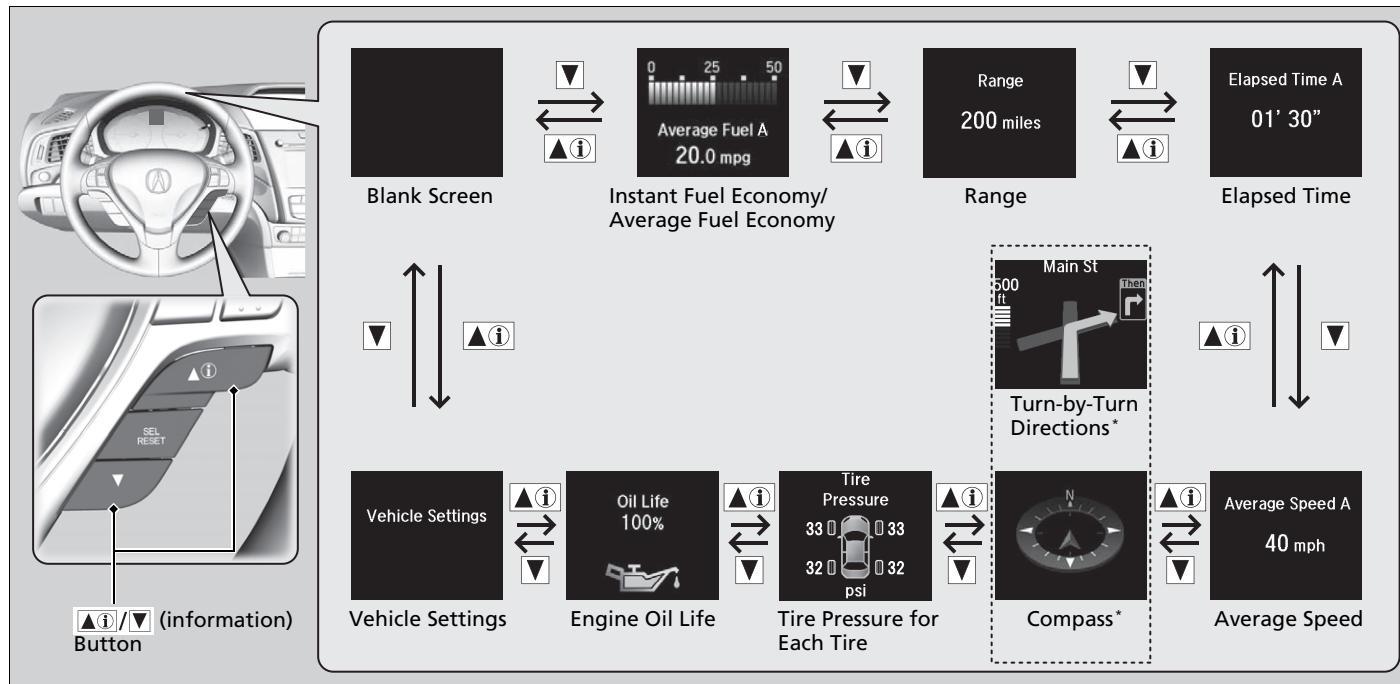 0 25 50
Average Fuel A
20.0 mpg
Range
200 miles
Elapsed Time A
01' 30"
▼
▲ⓘ
▼
▲ⓘ
▼
▲ⓘ
Blank Screen
Instant Fuel Economy/
Average Fuel Economy
Range
Elapsed Time
▼
▲ⓘ
Main St
500
ft
Then
Turn-by-Turn
Directions*
▲ⓘ
▼
▲ⓘ
SEL
RESET
▼
▲ⓘ/▼ (information)
Button
Vehicle Settings
▲ⓘ
▼
Oil Life
100%
▲ⓘ
▼
Tire
Pressure
33 33
32 32
psi
▲ⓘ
▼
N
▲ⓘ
▼
Average Speed A
40 mph
Vehicle Settings
Engine Oil Life
Tire Pressure for
Each Tire
Compass*
Average Speed